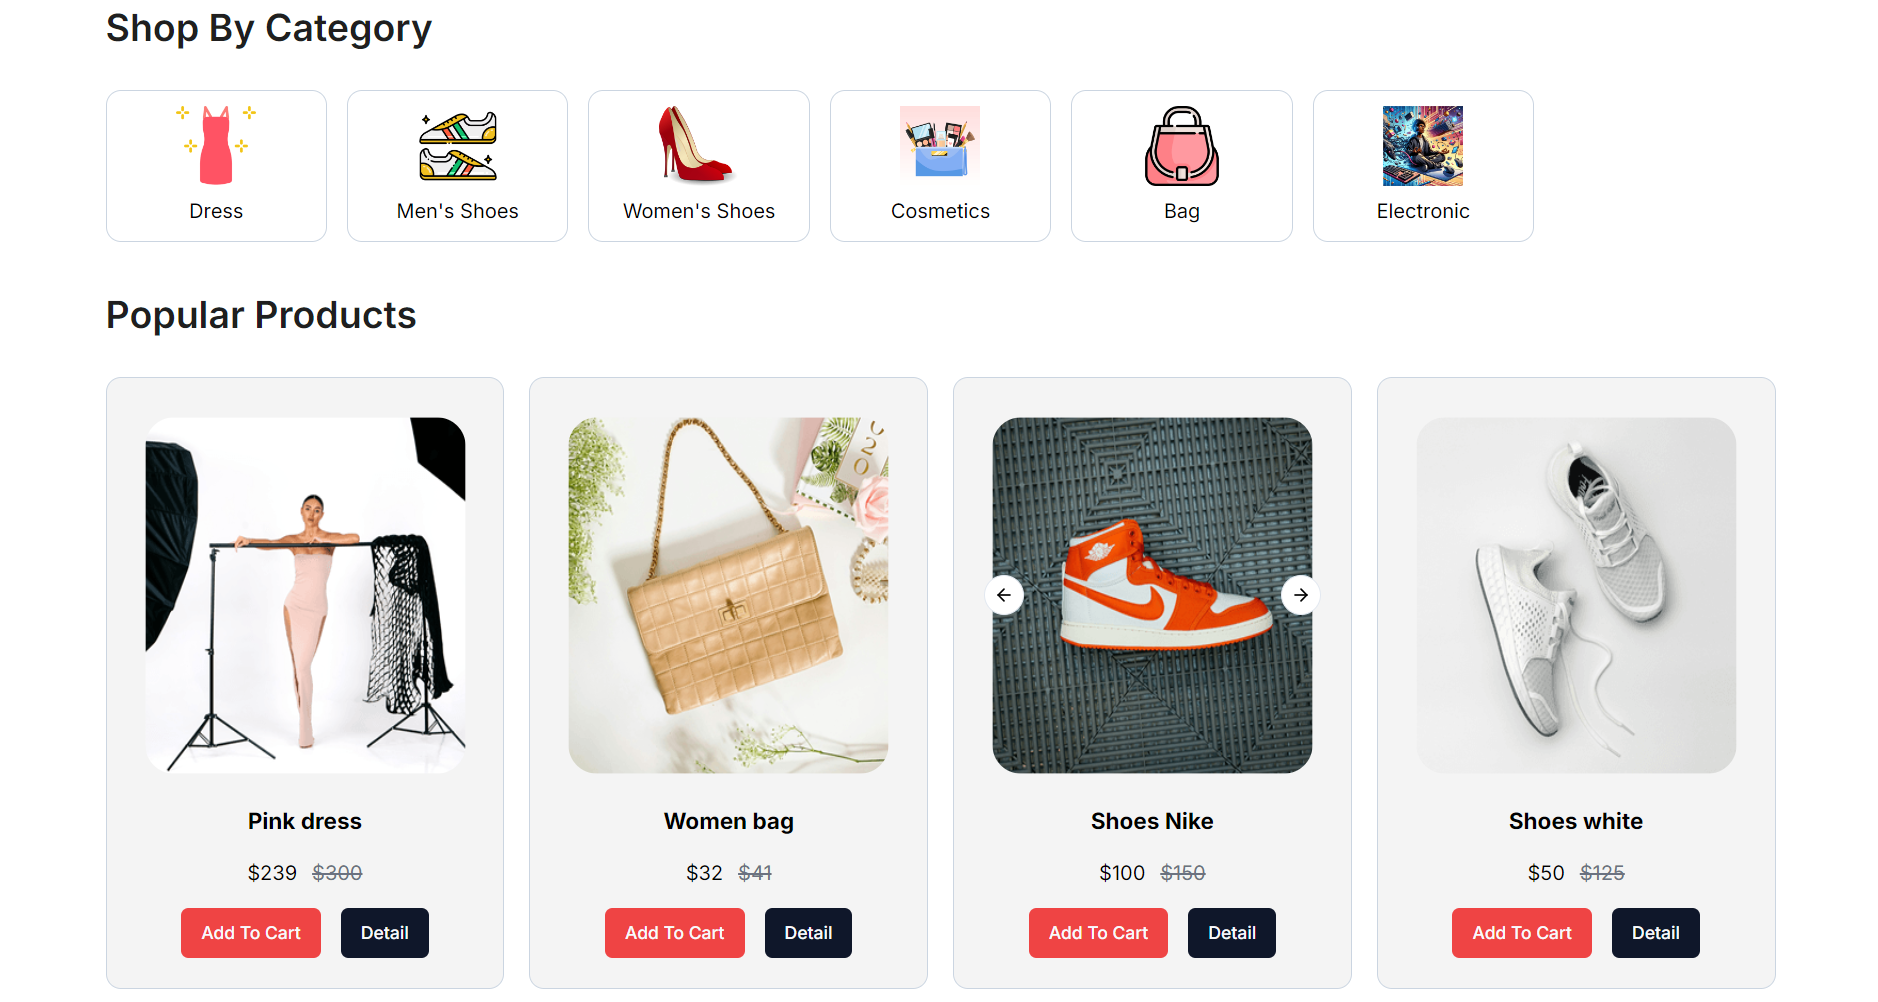 Shop By Category
Dress
Men's Shoes
Women's Shoes
Cosmetics
Bag
Electronic
Popular Products
Pink dress
$239 $300
Add To Cart Detail
Women bag
$32 $41
Add To Cart Detail
Shoes Nike
$100 $150
Add To Cart Detail
Shoes white
$50 $125
Add To Cart Detail